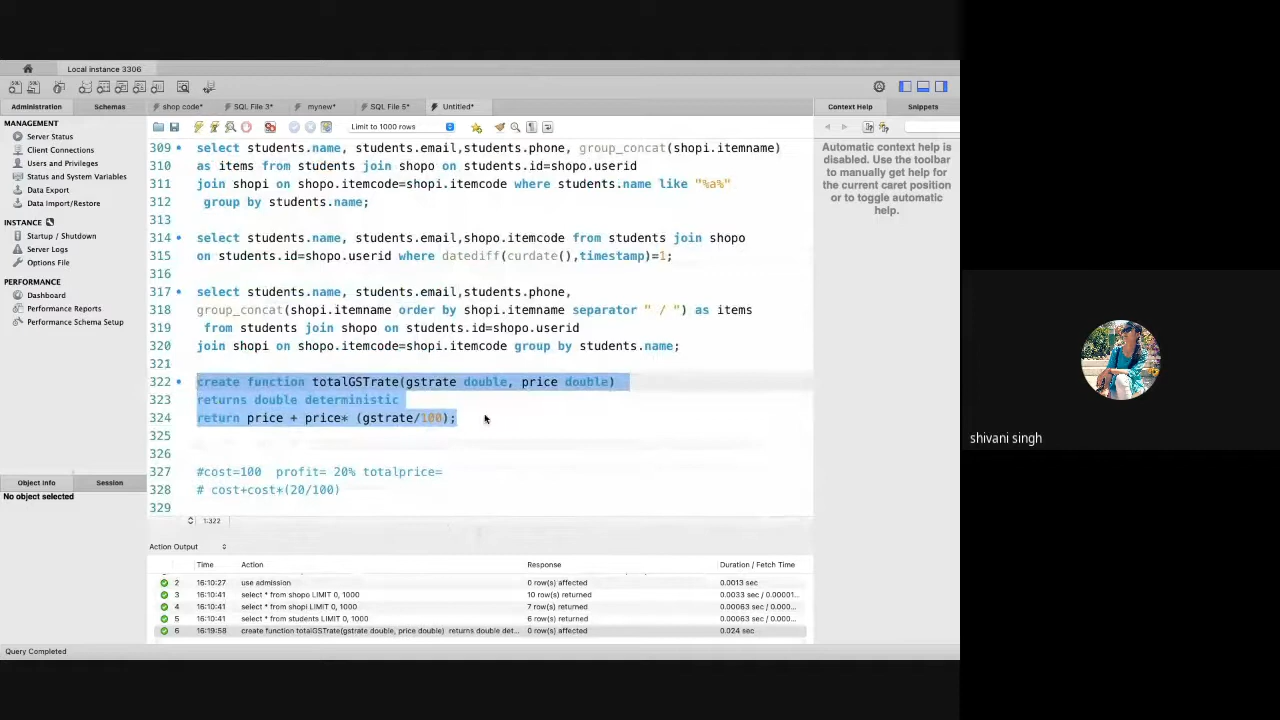 Local instance 3306
Administration Schemas
shop code* SQL File 3* mynew* SQL File 5* Untitled*
Context Help Snippets
MANAGEMENT
Server Status
Client Connections
Users and Privileges
Status and System Variables
Data Export
Data Import/Restore
INSTANCE
Startup / Shutdown
Server Logs
Options File
PERFORMANCE
Dashboard
Performance Reports
Performance Schema Setup
Object Info Session
No object selected
Limit to 1000 rows
309 select students.name, students.email,students.phone, group_concat(shopi.itemname)
310 as items from students join shopo on students.id=shopo.userid
311 join shopi on shopo.itemcode=shopi.itemcode where students.name like "%a%"
312 group by students.name;
313
314 select students.name, students.email,shopo.itemcode from students join shopo
315 on students.id=shopo.userid where datediff(curdate(),timestamp)=1;
316
317 select students.name, students.email,students.phone,
318 group_concat(shopi.itemname order by shopi.itemname separator " / ") as items
319 from students join shopo on students.id=shopo.userid
320 join shopi on shopo.itemcode=shopi.itemcode group by students.name;
321
322 create function totalGSTrate(gstrate double, price double)
323 returns double deterministic
324 return price + price* (gstrate/100);
325
326
327 #cost=100 profit= 20% totalprice=
328 # cost+cost*(20/100)
329
1:322
Automatic context help is
disabled. Use the toolbar
to manually get help for
the current caret position
or to toggle automatic
help.
Action Output
Time Action Response Duration / Fetch Time
2 16:10:27 use admission 0 row(s) affected 0.0013 sec
3 16:10:41 select * from shopo LIMIT 0, 1000 10 row(s) returned 0.0033 sec / 0.00001...
4 16:10:41 select * from shopi LIMIT 0, 1000 7 row(s) returned 0.00063 sec / 0.000...
5 16:10:41 select * from students LIMIT 0, 1000 6 row(s) returned 0.00059 sec / 0.000...
6 16:19:58 create function totalGSTrate(gstrate double, price double) returns double det... 0 row(s) affected 0.024 sec
Query Completed
shivani singh